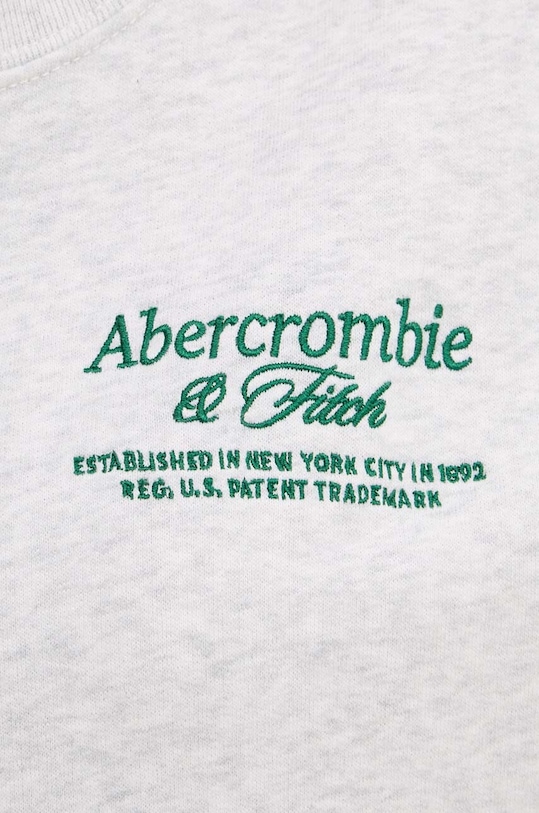 Abercrombie
& Fitch
ESTABLISHED IN NEW YORK CITY IN 1892
REG. U.S. PATENT TRADEMARK